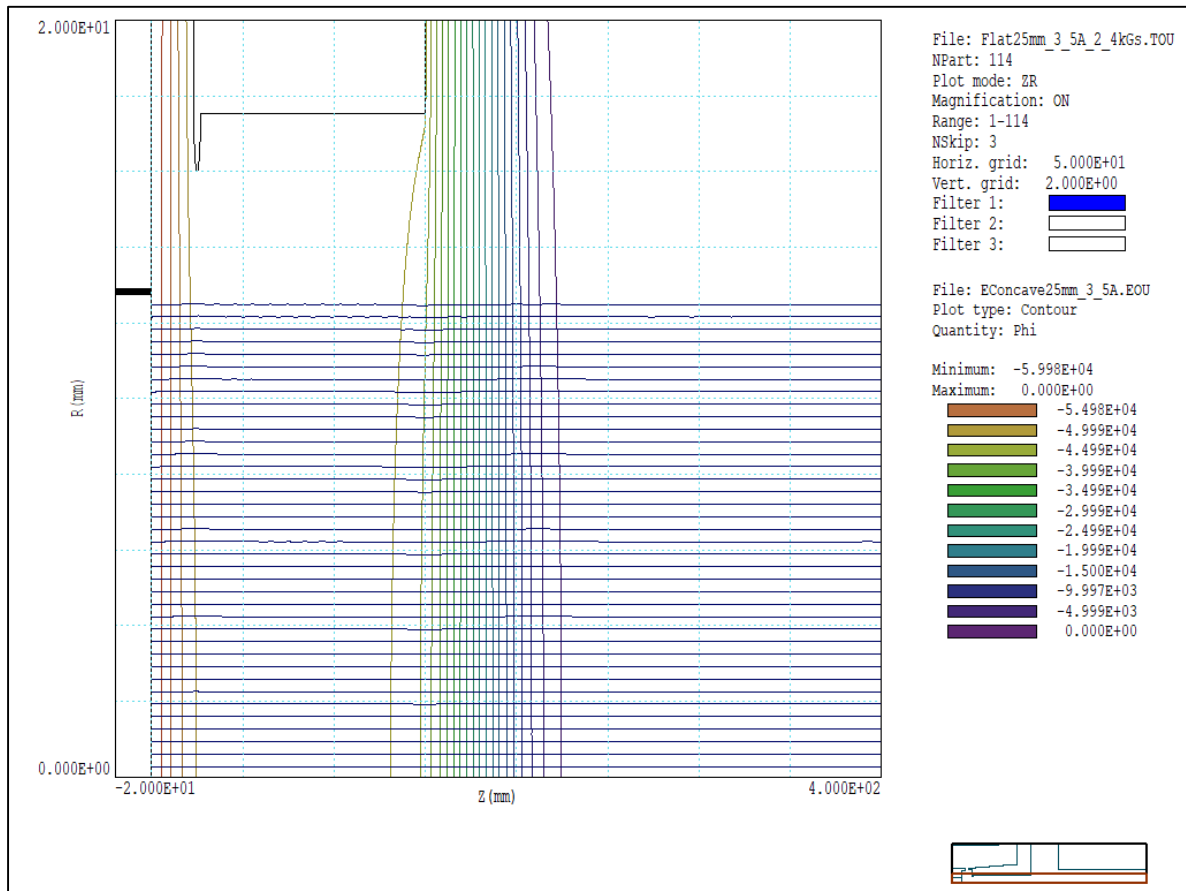 2.000E+01
R(mm)
0.000E+00
-2.000E+01
Z(mm)
4.000E+02
File: Flat25mm_3_5A_2_4kGs.TOU
NPart: 114
Plot mode: ZR
Magnification: ON
Range: 1-114
NSkip: 3
Horiz. grid: 5.000E+01
Vert. grid: 2.000E+00
Filter 1:
Filter 2:
Filter 3:
File: EConcave25mm_3_5A.EOU
Plot type: Contour
Quantity: Phi
Minimum: -5.998E+04
Maximum: 0.000E+00
-5.498E+04
-4.999E+04
-4.499E+04
-3.999E+04
-3.499E+04
-2.999E+04
-2.499E+04
-1.999E+04
-1.500E+04
-9.997E+03
-4.999E+03
0.000E+00